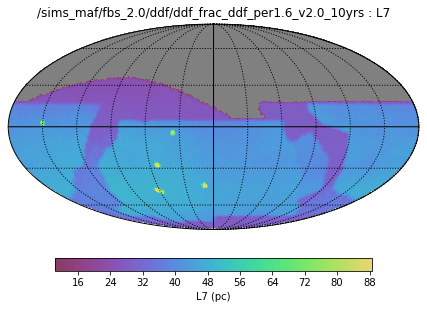 /sims_maf/fbs_2.0/ddf/ddf_frac_ddf_per1.6_v2.0_10yrs : L7
16 24 32 40 48 56 64 72 80 88
L7 (pc)